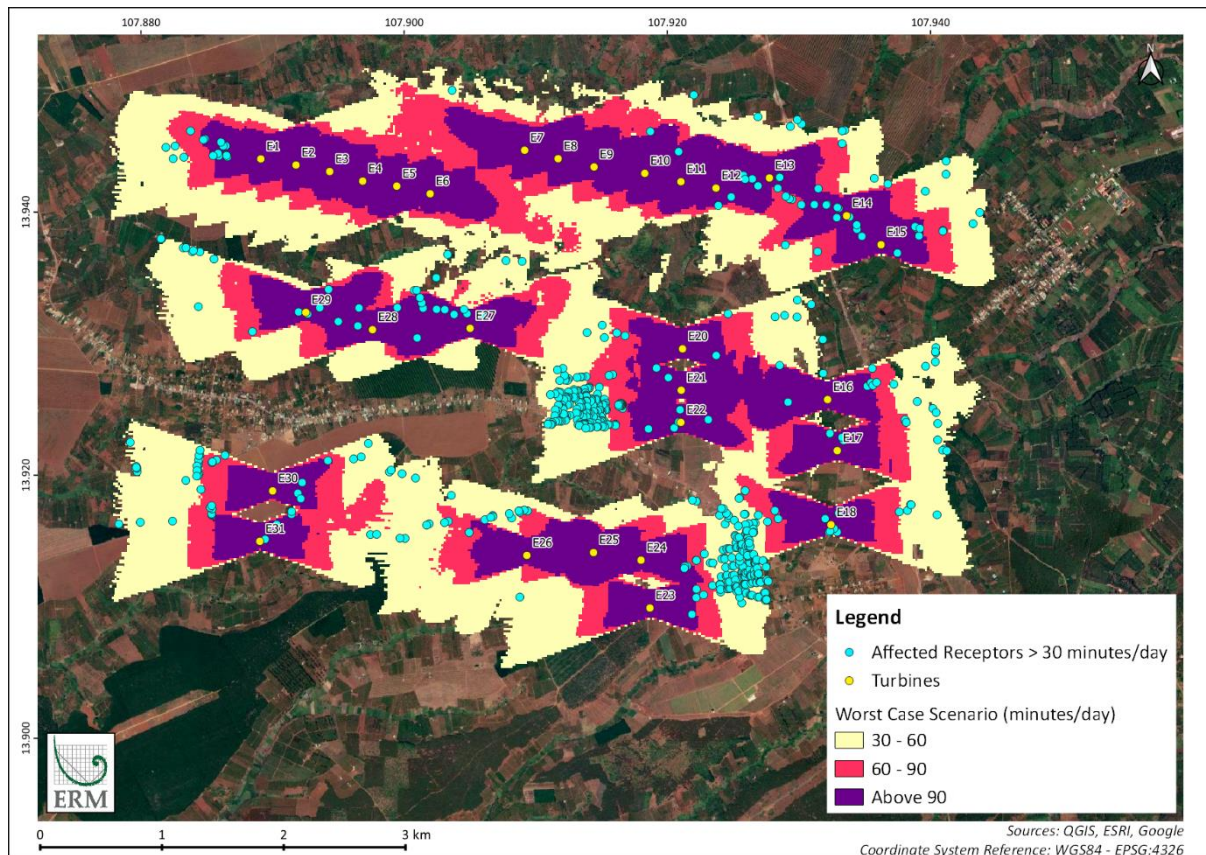 107.880
107.900
107.920
107.940
N
E1
E2
E3
E4
E5
E6
E7
E8
E9
E10
E11
E12
E13
E14
E15
13.940
E29
E28
E27
E20
E21
E22
E16
E17
13.920
E30
E31
E18
E26
E25
E24
E23
13.900
Legend
Affected Receptors > 30 minutes/day
Turbines
Worst Case Scenario (minutes/day)
30 - 60
60 - 90
Above 90
ERM
0 1 2 3 km
Sources: QGIS, ESRI, Google
Coordinate System Reference: WGS84 - EPSG:4326